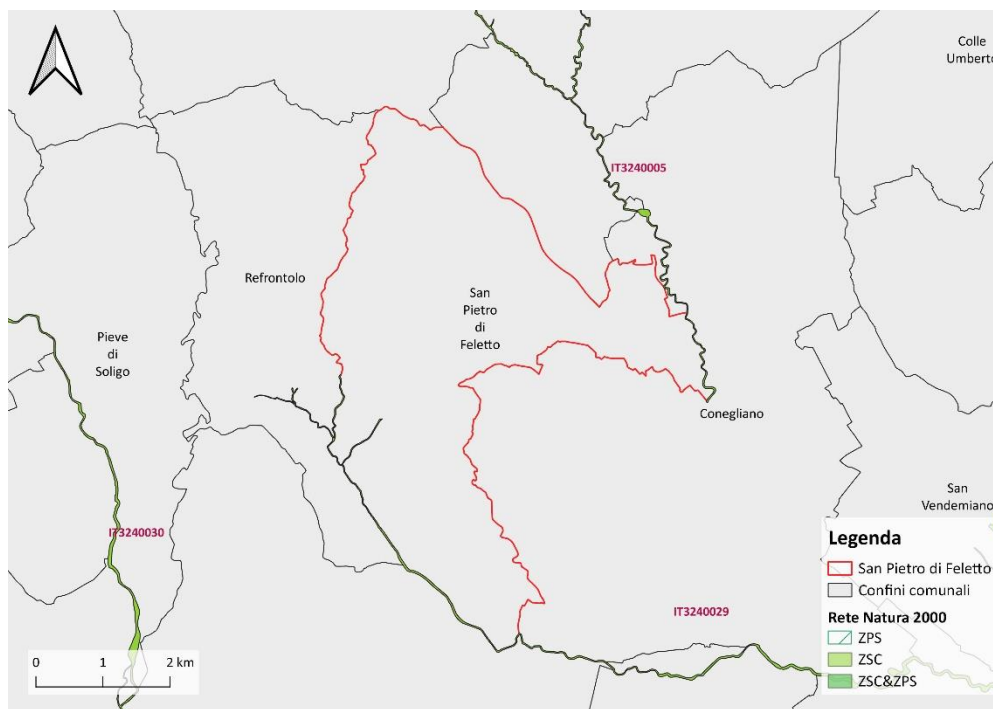 Colle
Umberto
IT3240005
Refrontolo
San
Pietro
di
Feletto
Pieve
di
Soligo
Conegliano
San
Vendemiano
IT3240030
IT3240029
Legenda
San Pietro di Feletto
Confini comunali
Rete Natura 2000
ZPS
ZSC
ZSC&ZPS
0 1 2 km